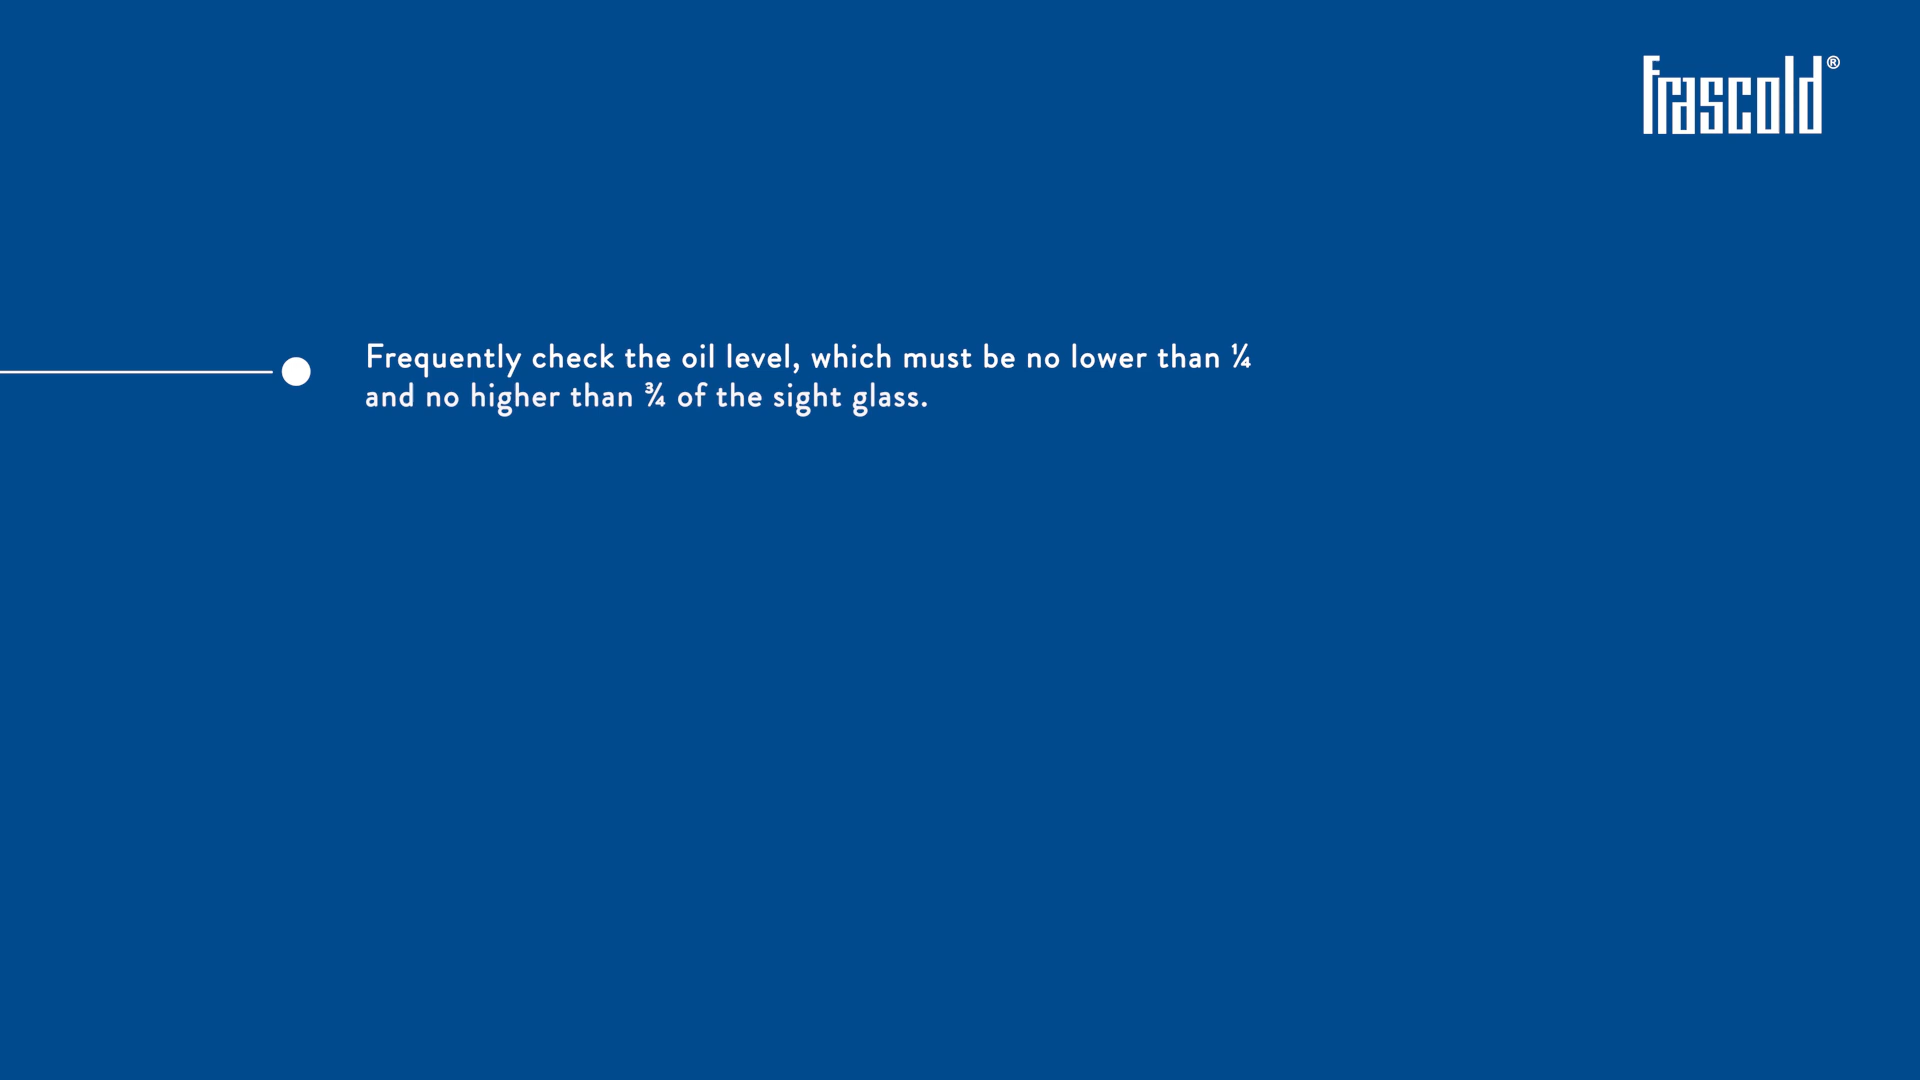 frascold®
Frequently check the oil level, which must be no lower than ¼
and no higher than ¾ of the sight glass.